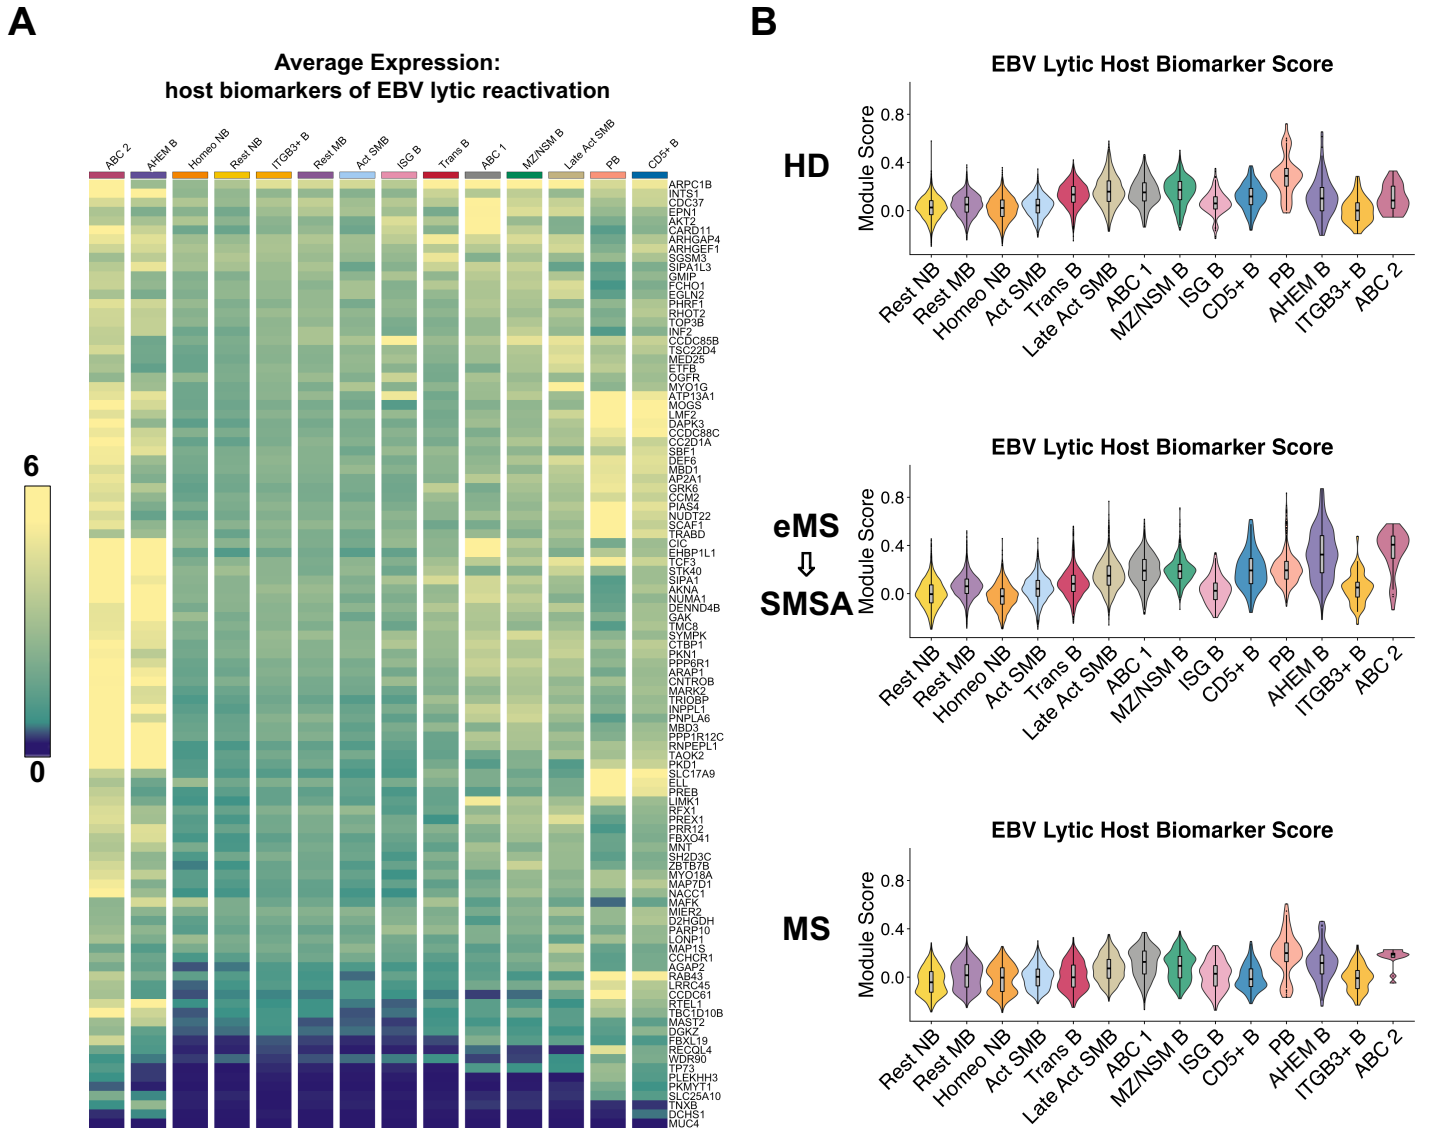 A
Average Expression:
host biomarkers of EBV lytic reactivation
ABC 2
AHEM B
Homeo NB
Rest NB
ITGB3+ B
Rest MB
Act SMB
ISG B
Trans B
ABC 1
MZ/NSM B
Late Act SMB
PB
CD5+ B
6
0
ARPC1B
INTS1
CDC37
EPN1
AKT2
CARD11
ARHGAP4
ARHGEF1
SGSM3
SIPA1L3
GMIP
FCHO1
EGLN2
PHRF1
RHOT2
TOP3B
INF2
CCDC85B
TSC22D4
MED25
ETFB
OGFR
MYO1G
ATP13A1
MOGS
LMF2
DAPK3
CCDC88C
CC2D1A
SBF1
DEF6
MBD1
AP2A1
GRK6
CCM2
PIAS4
NUDT22
SCAF1
TRABD
CIC
EHBP1L1
TCF3
STK40
SIPA1
AKNA
NUMA1
DENND4B
GAK
TMC8
SYMPK
CTBP1
PKN1
PPP6R1
ARAP1
CNTROB
MARK2
TRIOBP
INPPL1
PNPLA6
MBD3
PPP1R12C
RNPEPL1
TAOK2
PKD1
SLC17A9
ELL
PREB
LIMK1
RFX1
PREX1
PRR12
FBXO41
MNT
SH2D3C
ZBTB7B
MYO18A
MAP7D1
NACC1
MAFK
MIER2
D2HGDH
PARP10
LONP1
MAP1S
CCHCR1
AGAP2
RAB43
LRRC45
CCDC61
RTEL1
TBC1D10B
MAST2
DGKZ
FBXL19
RECQL4
WDR90
TP73
PLEKHH3
PKMYT1
SLC25A10
TNXB
DCHS1
MUC4
B
HD
EBV Lytic Host Biomarker Score
Module Score
0.8
0.4
0.0
Rest NB
Rest MB
Homeo NB
Act SMB
Trans B
Late Act SMB
ABC 1
MZ/NSM B
ISG B
CD5+ B
PB
AHEM B
ITGB3+ B
ABC 2
eMS
⇩
SMSA
EBV Lytic Host Biomarker Score
Module Score
0.8
0.4
0.0
Rest NB
Rest MB
Homeo NB
Act SMB
Trans B
Late Act SMB
ABC 1
MZ/NSM B
ISG B
CD5+ B
PB
AHEM B
ITGB3+ B
ABC 2
MS
EBV Lytic Host Biomarker Score
Module Score
0.8
0.4
0.0
Rest NB
Rest MB
Homeo NB
Act SMB
Trans B
Late Act SMB
ABC 1
MZ/NSM B
ISG B
CD5+ B
PB
AHEM B
ITGB3+ B
ABC 2